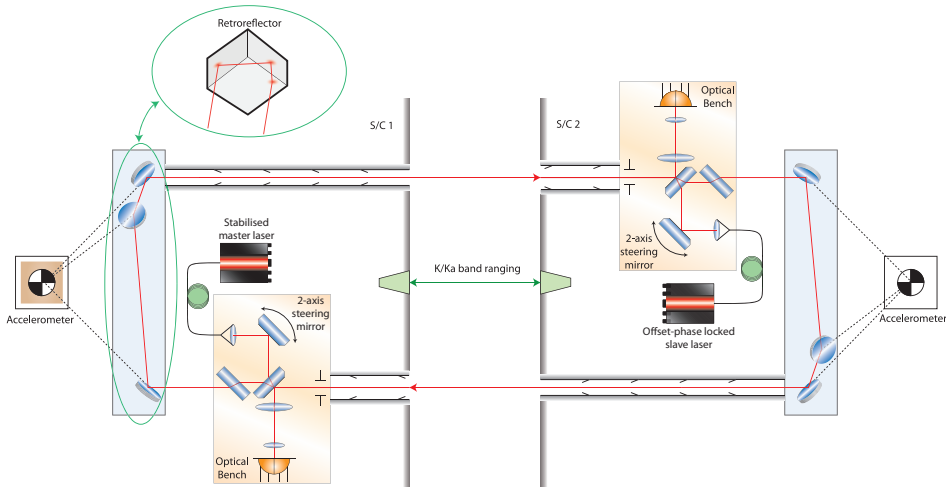 Retroreflector
S/C 1
S/C 2
Optical
Bench
Stabilised
master laser
2-axis
steering
mirror
K/Ka band ranging
2-axis
steering
mirror
Accelerometer
Accelerometer
Offset-phase locked
slave laser
Optical
Bench